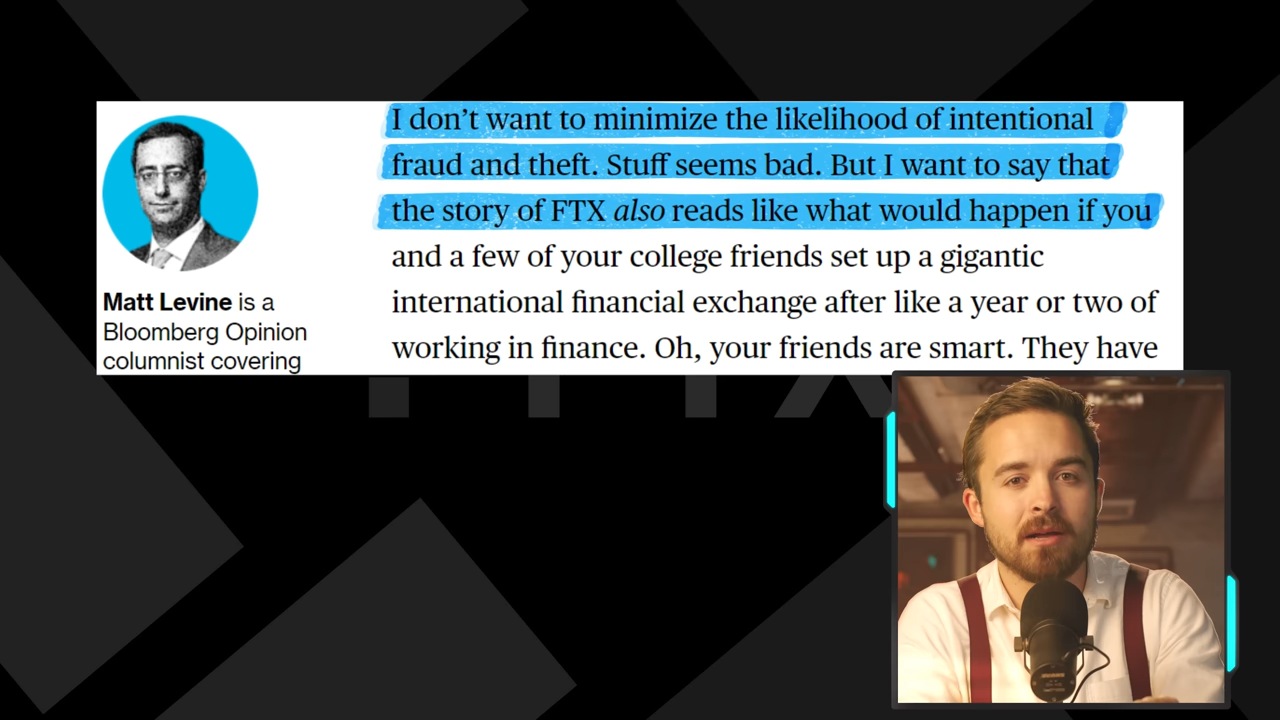 I don’t want to minimize the likelihood of intentional
fraud and theft. Stuff seems bad. But I want to say that
the story of FTX also reads like what would happen if you
and a few of your college friends set up a gigantic
international financial exchange after like a year or two of
working in finance. Oh, your friends are smart. They have
Matt Levine is a
Bloomberg Opinion
columnist covering